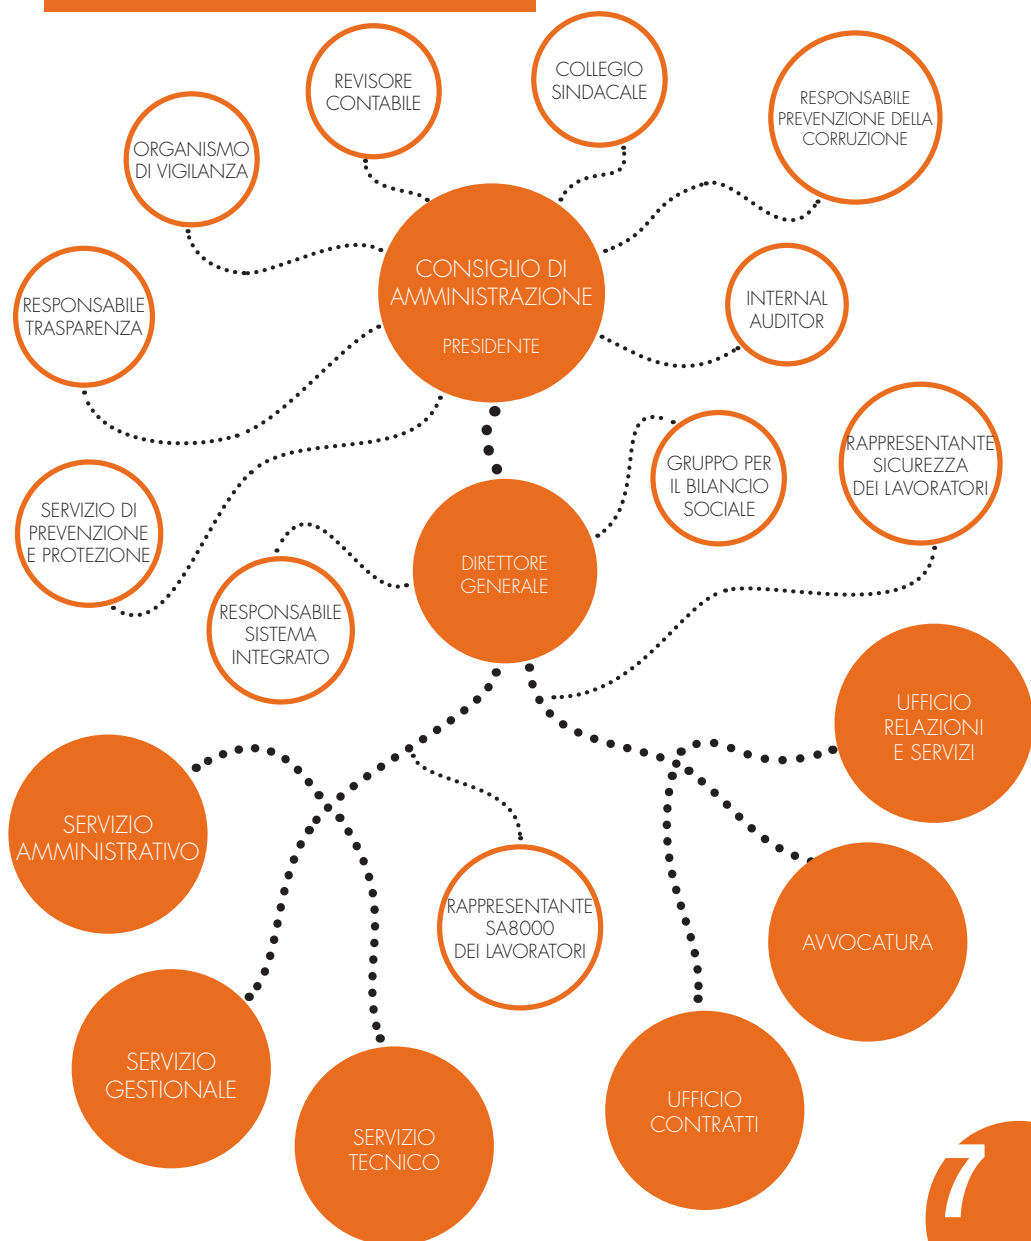 REVISORE
CONTABILE
COLLEGIO
SINDACALE
RESPONSABILE
PREVENZIONE DELLA
CORRUZIONE
ORGANISMO
DI VIGILANZA
CONSIGLIO DI
AMMINISTRAZIONE
PRESIDENTE
RESPONSABILE
TRASPARENZA
INTERNAL
AUDITOR
GRUPPO PER
IL BILANCIO
SOCIALE
RAPPRESENTANTE
SICUREZZA
DEI LAVORATORI
SERVIZIO DI
PREVENZIONE
E PROTEZIONE
DIRETTORE
GENERALE
RESPONSABILE
SISTEMA
INTEGRATO
UFFICIO
RELAZIONI
E SERVIZI
SERVIZIO
AMMINISTRATIVO
RAPPRESENTANTE
SA8000
DEI LAVORATORI
AVVOCATURA
SERVIZIO
GESTIONALE
UFFICIO
CONTRATTI
SERVIZIO
TECNICO
7